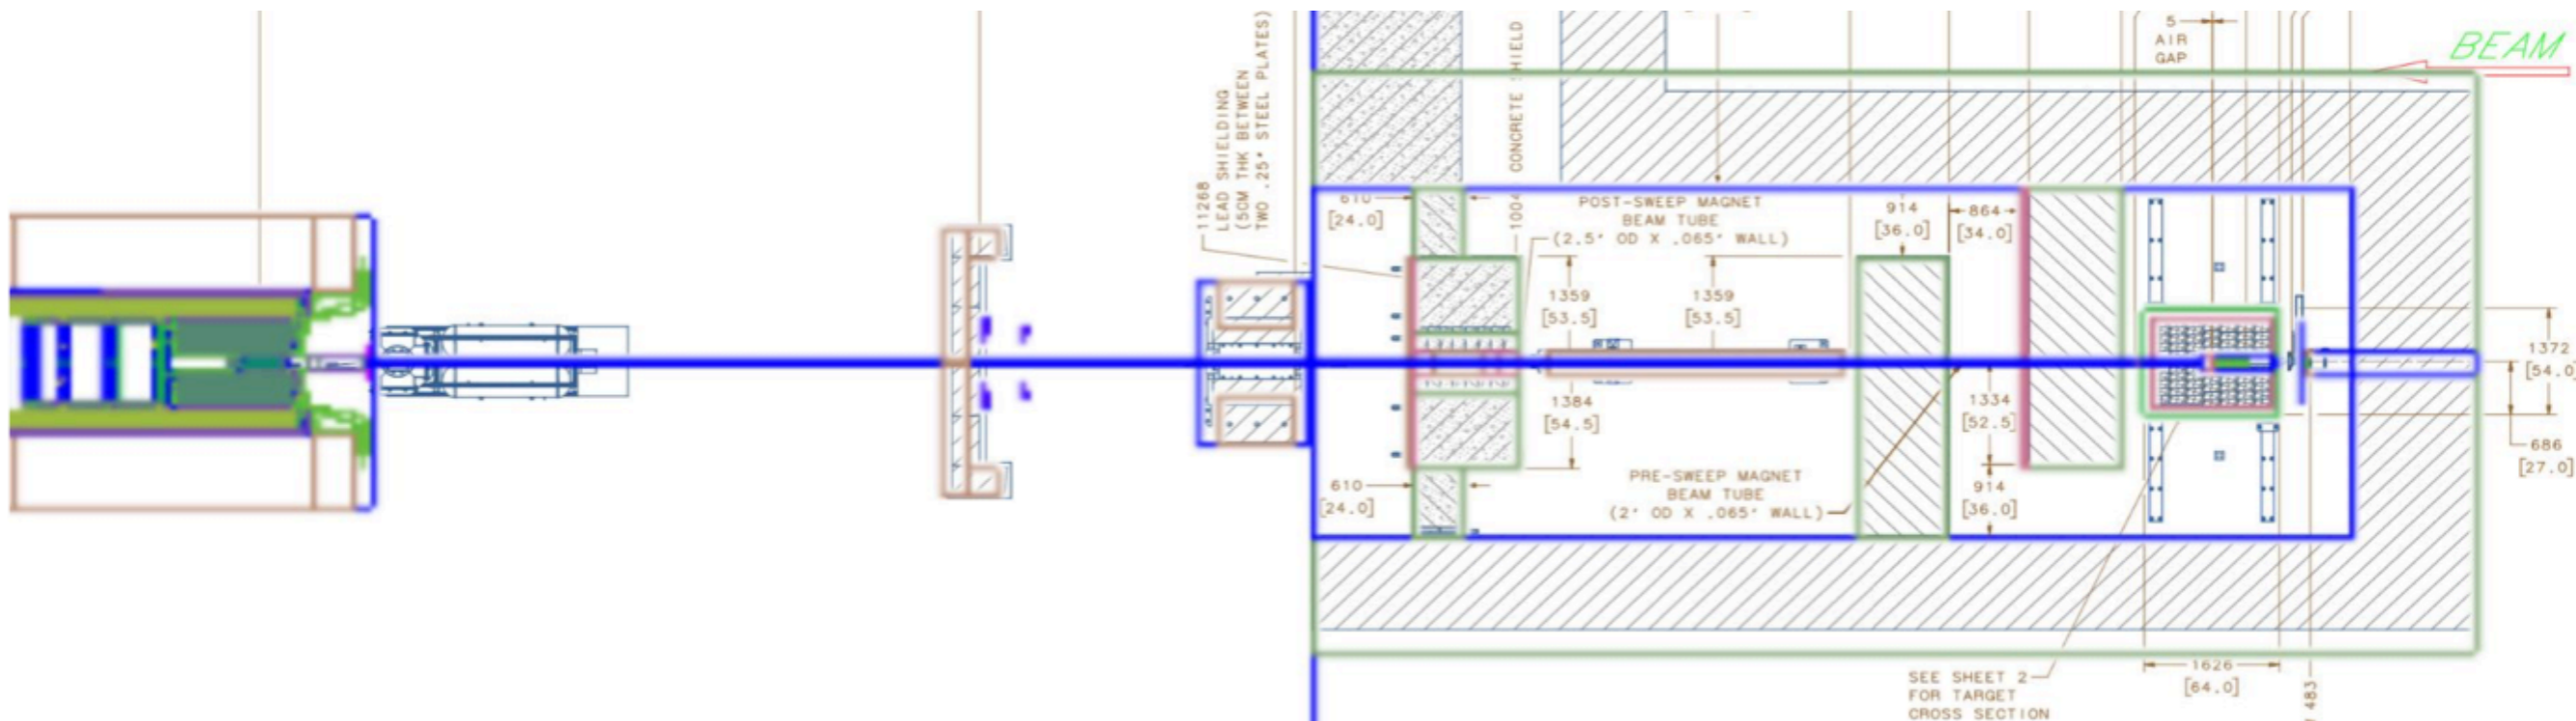 11268
LEAD SHIELDING
(5CM THK BETWEEN
TWO .25" STEEL PLATES)
CONCRETE SHIELD
5
AIR
GAP
BEAM
610
[24.0]
POST-SWEEP MAGNET
BEAM TUBE
(2.5" OD X .065" WALL)
914
[36.0]
864
[34.0]
1359
[53.5]
1359
[53.5]
1372
[54.0]
1384
[54.5]
1334
[52.5]
686
[27.0]
610
[24.0]
PRE-SWEEP MAGNET
BEAM TUBE
(2" OD X .065" WALL)
914
[36.0]
SEE SHEET 2
FOR TARGET
CROSS SECTION
1626
[64.0]
483